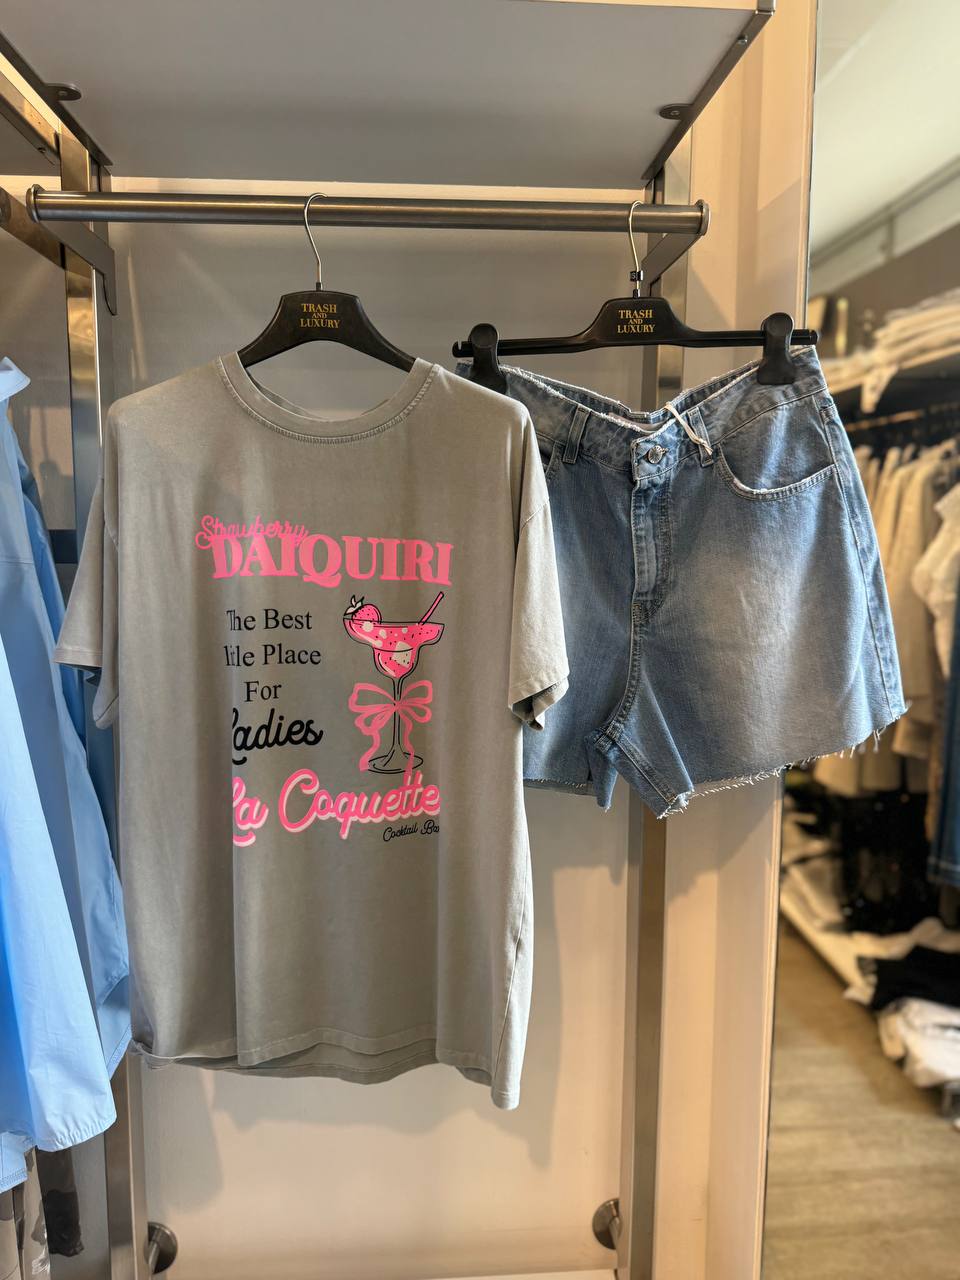 TRASH
AND
LUXURY
TRASH
AND
LUXURY
S
Strawberry
DAIQUIRI
The Best
little Place
For
Ladies
La Coquette
Cocktail Bar